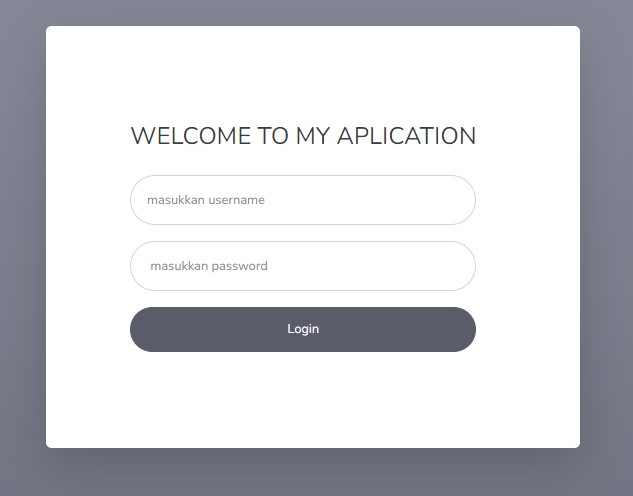 WELCOME TO MY APLICATION
masukkan username
masukkan password
Login